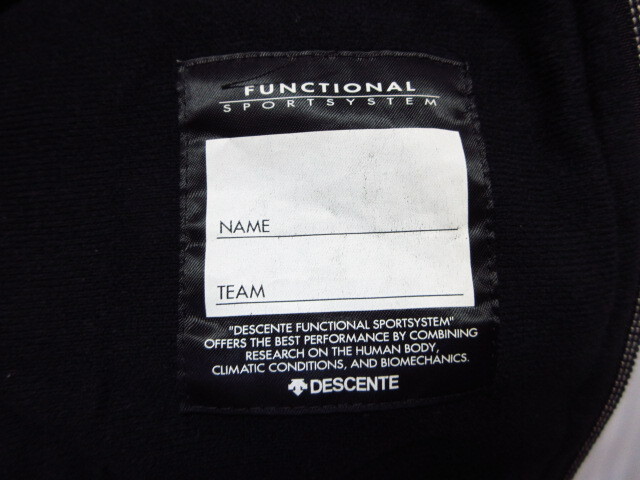 FUNCTIONAL
SPORTSYSTEM
NAME
TEAM
"DESCENTE FUNCTIONAL SPORTSYSTEM"
OFFERS THE BEST PERFORMANCE BY COMBINING
RESEARCH ON THE HUMAN BODY,
CLIMATIC CONDITIONS, AND BIOMECHANICS.
DESCENTE